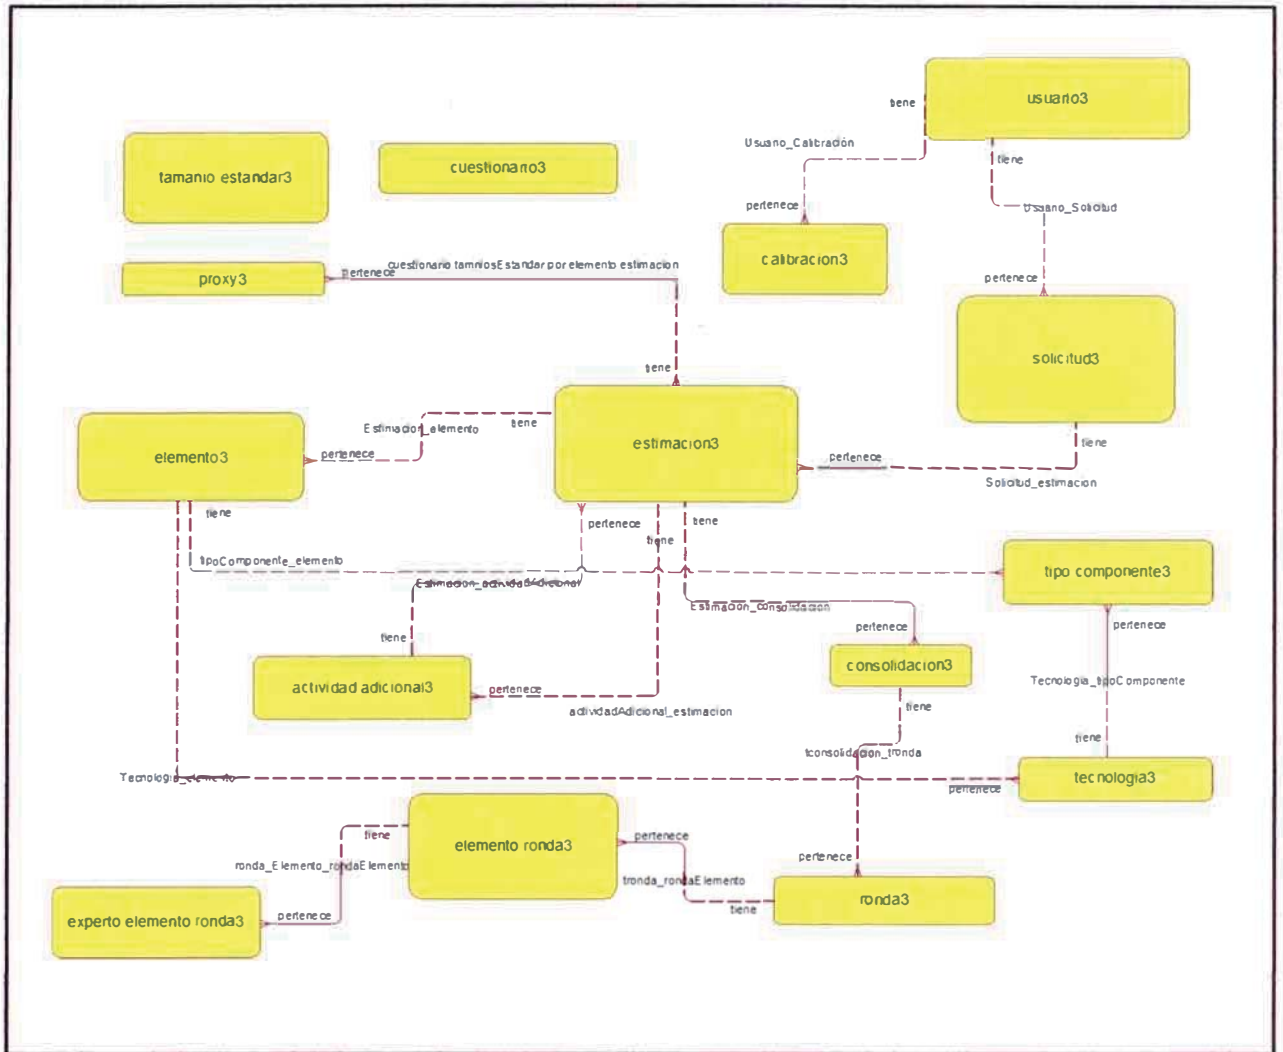 usuario3
tiene
Usuario_Calibración
tiene
cuestionario3
tamanio estandar3
pertenece
Usuario_Solicitud
calibracion3
cuestionario tamniosEstandar por elemento estimacion
pertenece
pertenece
proxy3
solicitud3
tiene
Estimacion_elemento
tiene
estimacion3
tiene
elemento3
pertenece
pertenece
Solicitud_estimacion
tiene
pertenece
tiene
tiene
tipoComponente_elemento
tipo componente3
Estimacion_actividadAdicional
Estimacion_consolidacion
pertenece
pertenece
tiene
consolidacion3
Tecnologia_tipoComponente
actividad adicional3
pertenece
actividadAdicional_estimacion
tiene
tiene
tconsolidacion_tronda
Tecnologia_elemento
tecnologia3
pertenece
tiene
pertenece
elemento ronda3
pertenece
ronda_Elemento_rondaElemento
tronda_rondaElemento
ronda3
tiene
pertenece
experto elemento ronda3